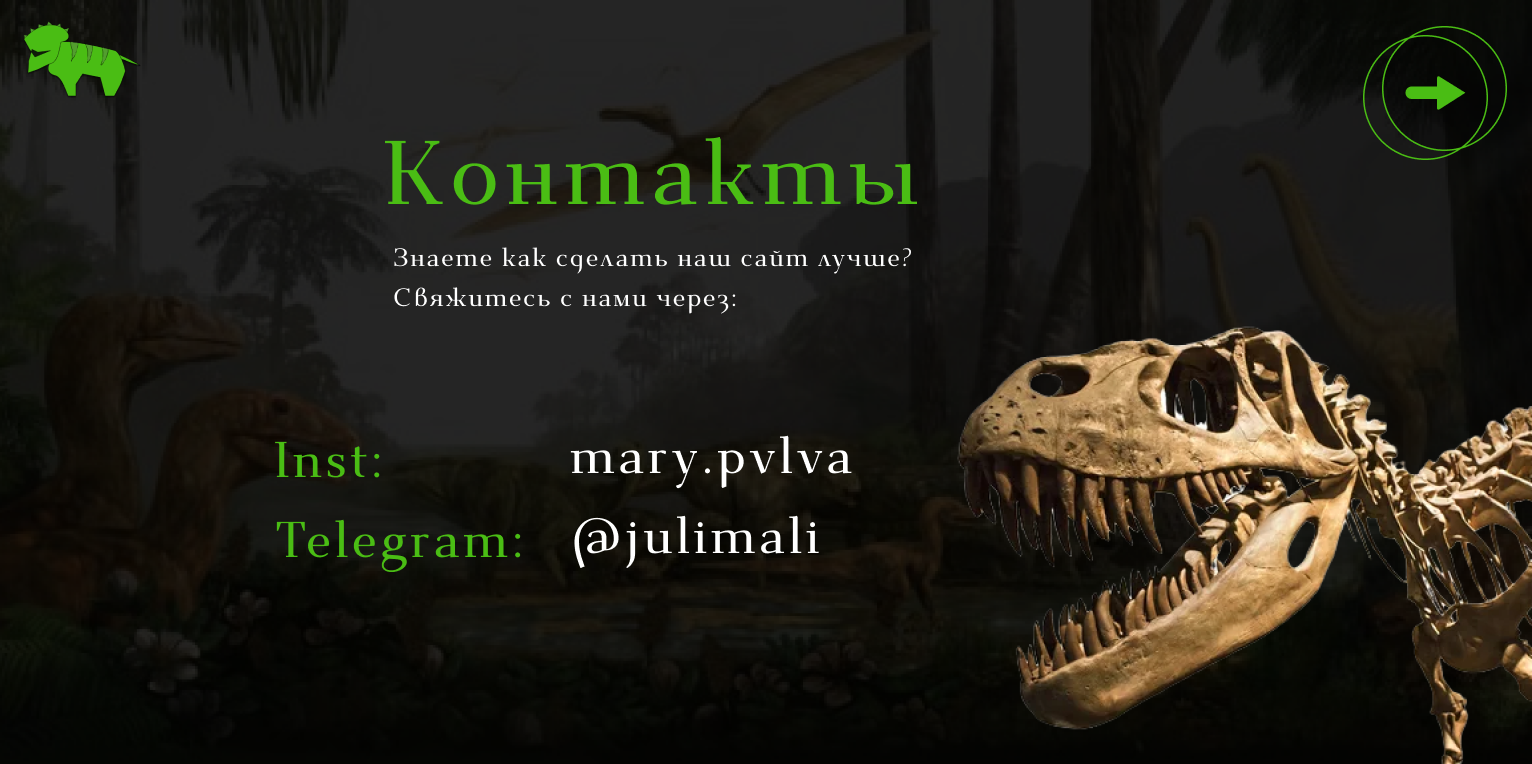 Контакты
Знаете как сделать наш сайт лучше?
Свяжитесь с нами через:
Inst: mary.pvlva
Telegram: @julimali